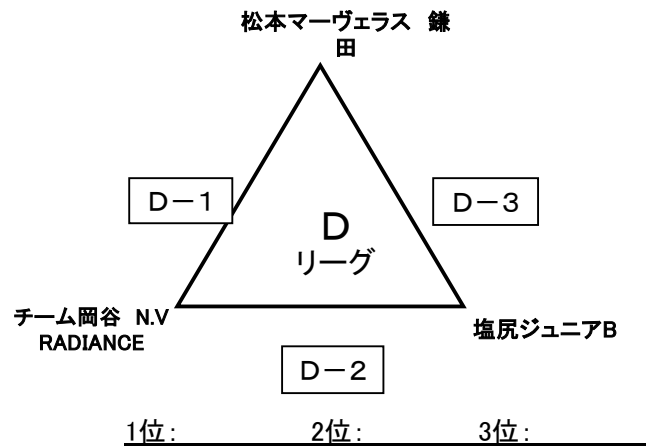 松本マーヴェラス 鎌
田
D－1
D－3
D
リーグ
チーム岡谷 N.V
RADIANCE
塩尻ジュニアB
D－2
1位： 2位： 3位：